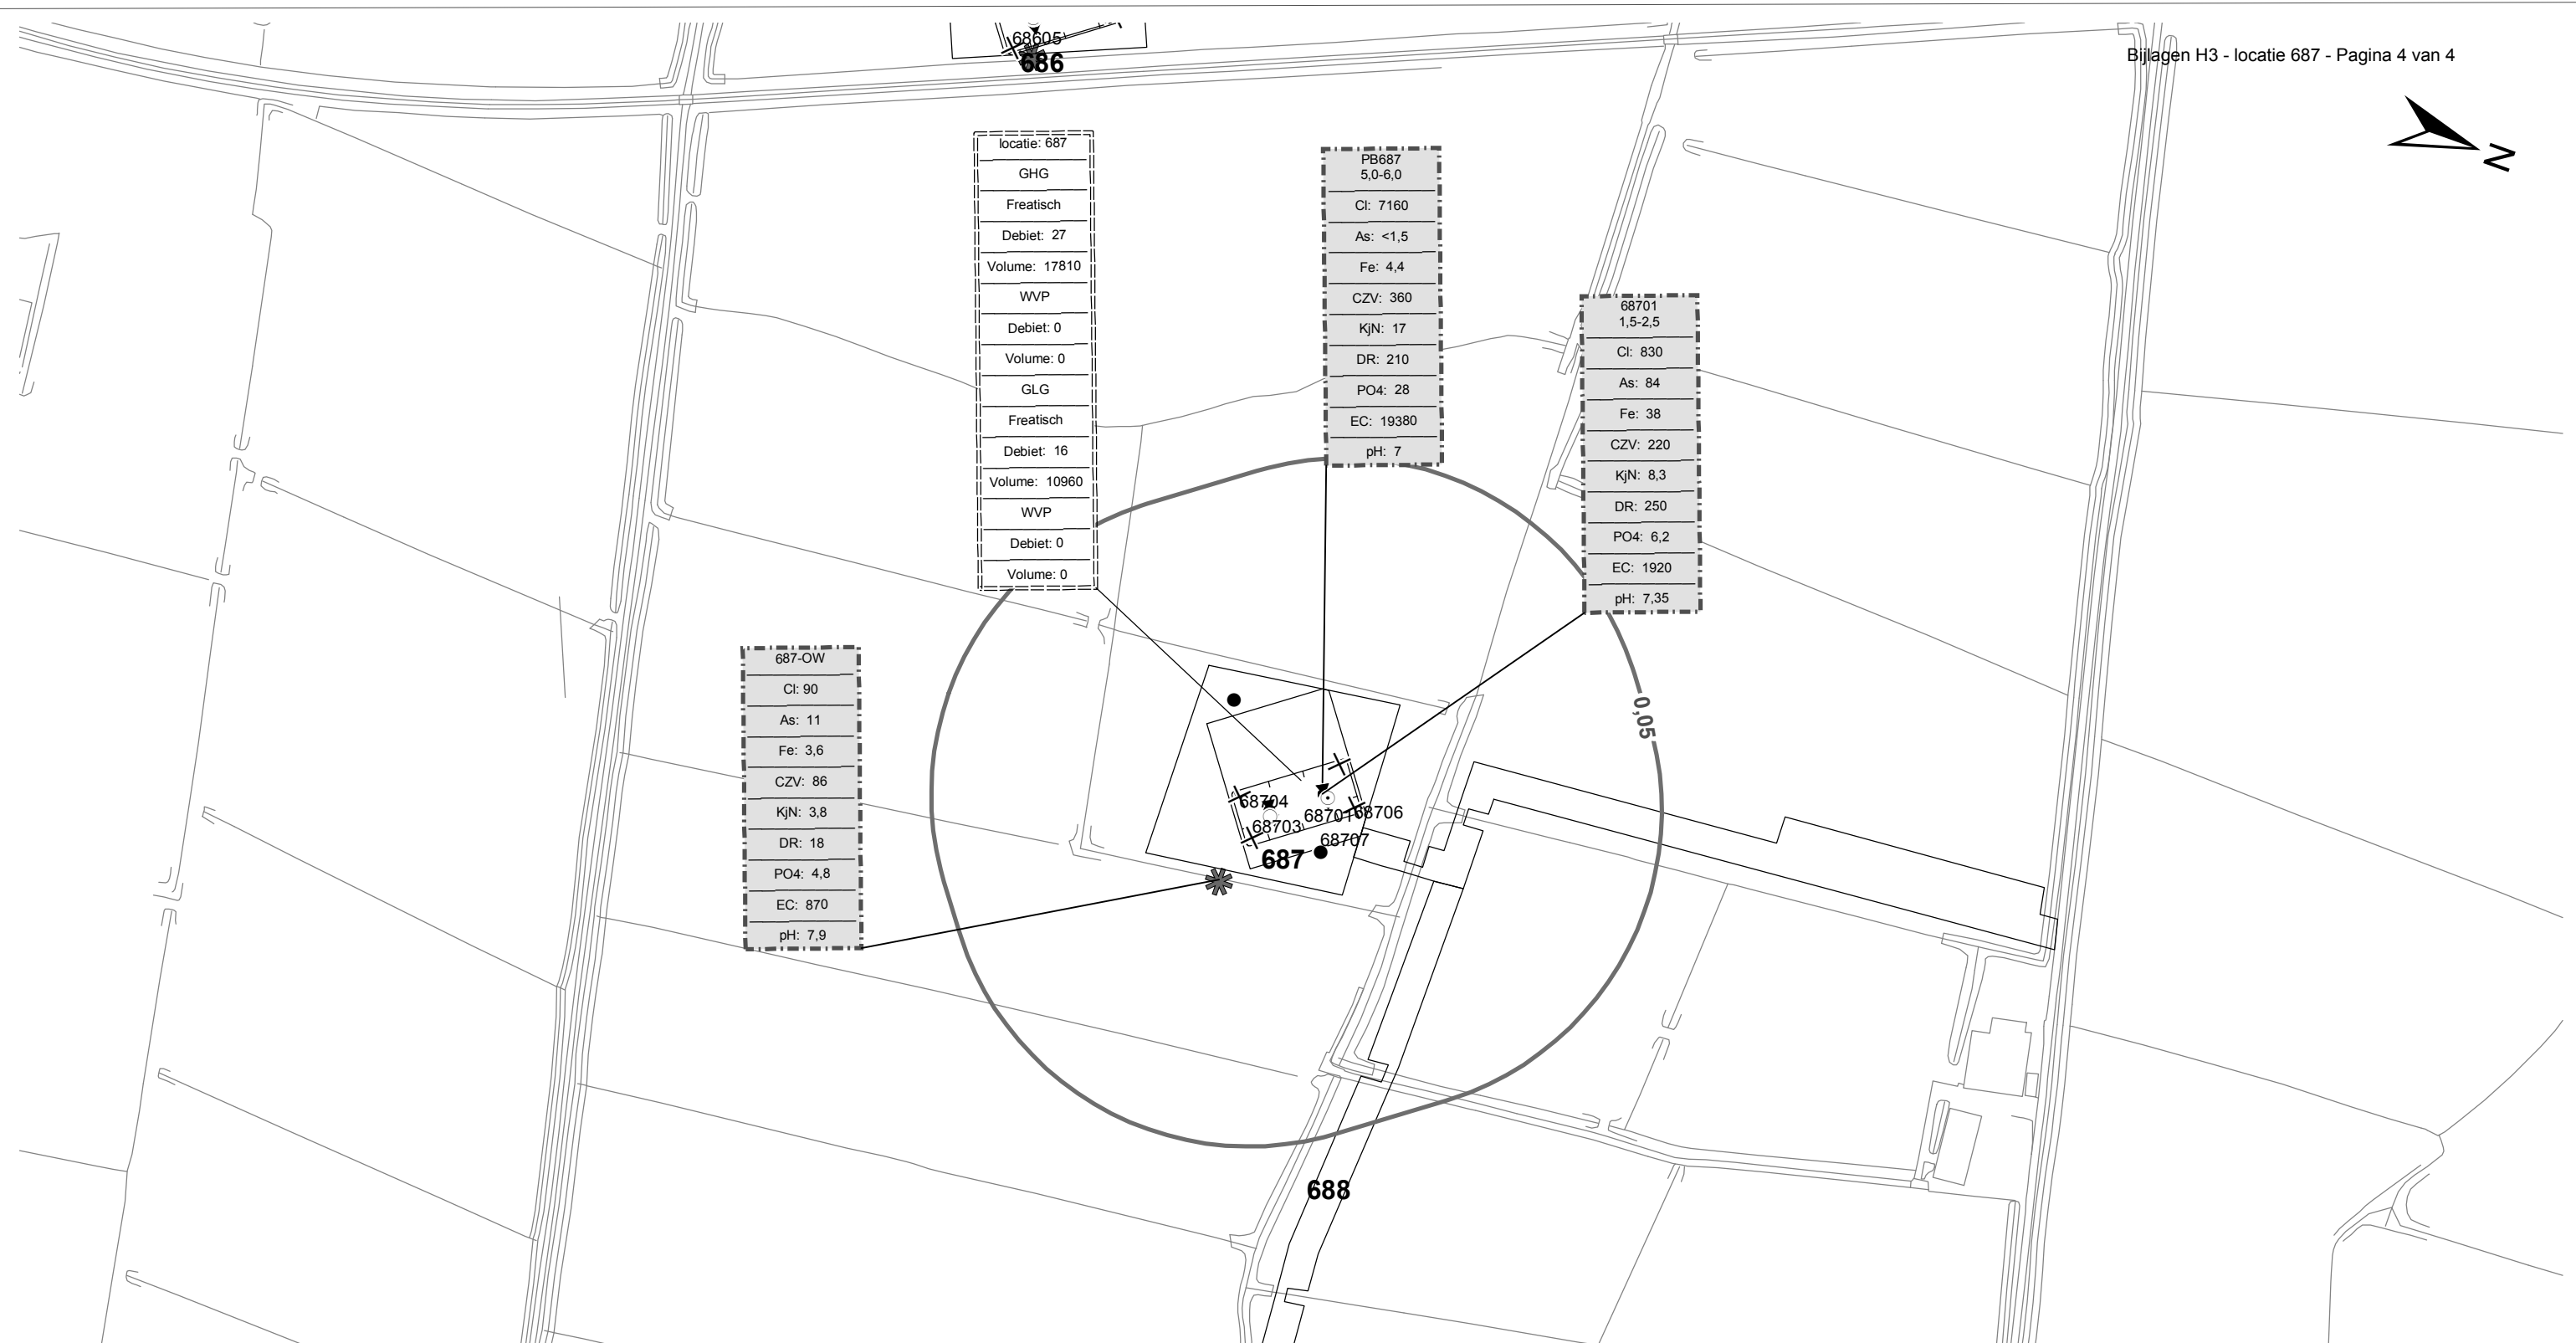 68605
686
Bijlagen H3 - locatie 687 - Pagina 4 van 4
N
locatie: 687
GHG
Freatisch
Debiet: 27
Volume: 17810
WVP
Debiet: 0
Volume: 0
GLG
Freatisch
Debiet: 16
Volume: 10960
WVP
Debiet: 0
Volume: 0
PB687
5,0-6,0
Cl: 7160
As: <1,5
Fe: 4,4
CZV: 360
KjN: 17
DR: 210
PO4: 28
EC: 19380
pH: 7
68701
1,5-2,5
Cl: 830
As: 84
Fe: 38
CZV: 220
KjN: 8,3
DR: 250
PO4: 6,2
EC: 1920
pH: 7,35
687-OW
Cl: 90
As: 11
Fe: 3,6
CZV: 86
KjN: 3,8
DR: 18
PO4: 4,8
EC: 870
pH: 7,9
0,05
68704
68701
68706
68703
68707
687
688